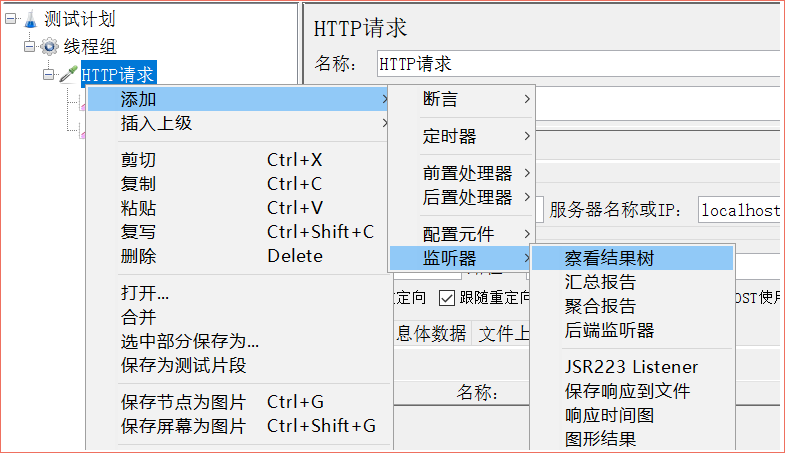 测试计划
线程组
HTTP请求
HTTP请求
名称： HTTP请求
添加
插入上级
剪切 Ctrl+X
复制 Ctrl+C
粘贴 Ctrl+V
复写 Ctrl+Shift+C
删除 Delete
打开...
合并
选中部分保存为...
保存为测试片段
保存节点为图片 Ctrl+G
保存屏幕为图片 Ctrl+Shift+G
断言
定时器
前置处理器
后置处理器
配置元件
监听器
服务器名称或IP： localhost
察看结果树
汇总报告
聚合报告
后端监听器
JSR223 Listener
保存响应到文件
响应时间图
图形结果
定向 跟随重定向
OST使用
息体数据 文件上
名称：